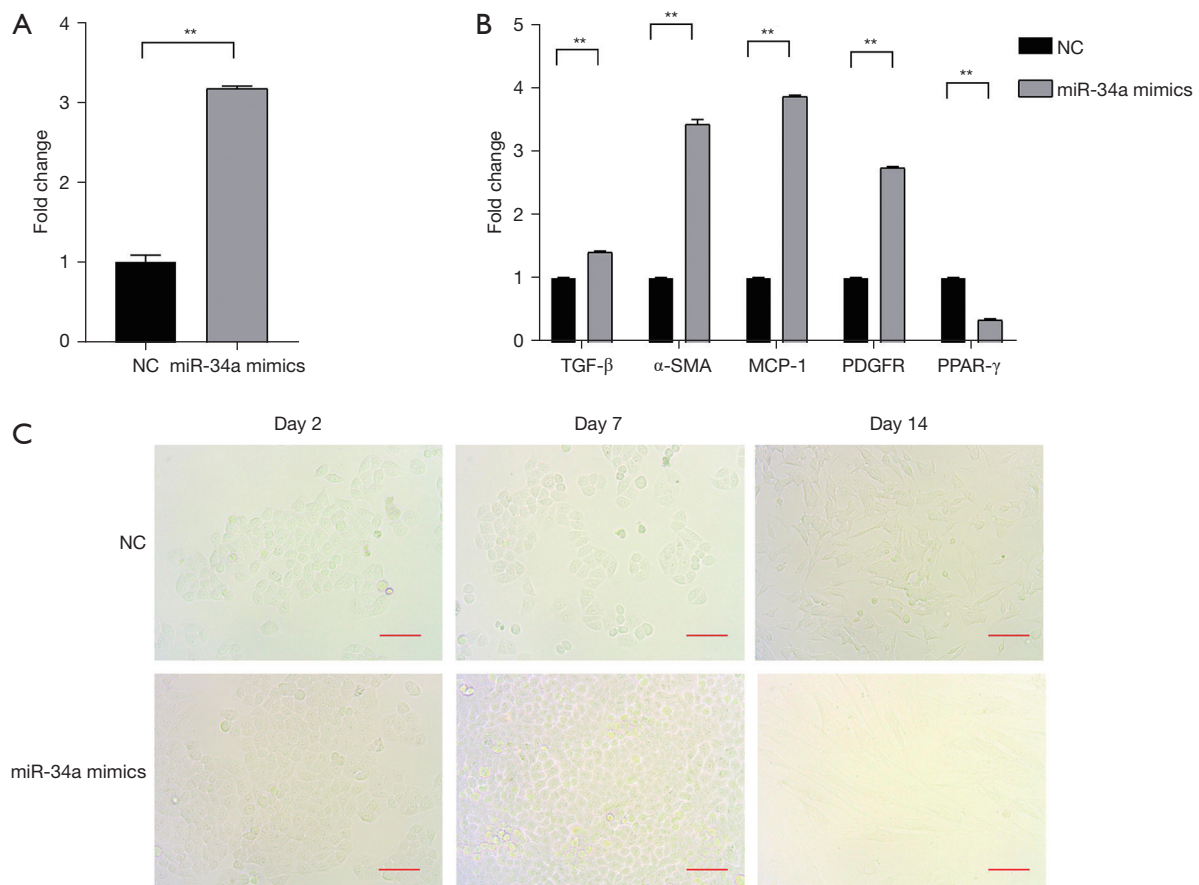 A
4
3
2
1
0
Fold change
**
NC
miR-34a mimics
B
5
4
3
2
1
0
Fold change
**
**
**
**
**
TGF-β
α-SMA
MCP-1
PDGFR
PPAR-γ
NC
miR-34a mimics
C
Day 2
Day 7
Day 14
NC
miR-34a mimics